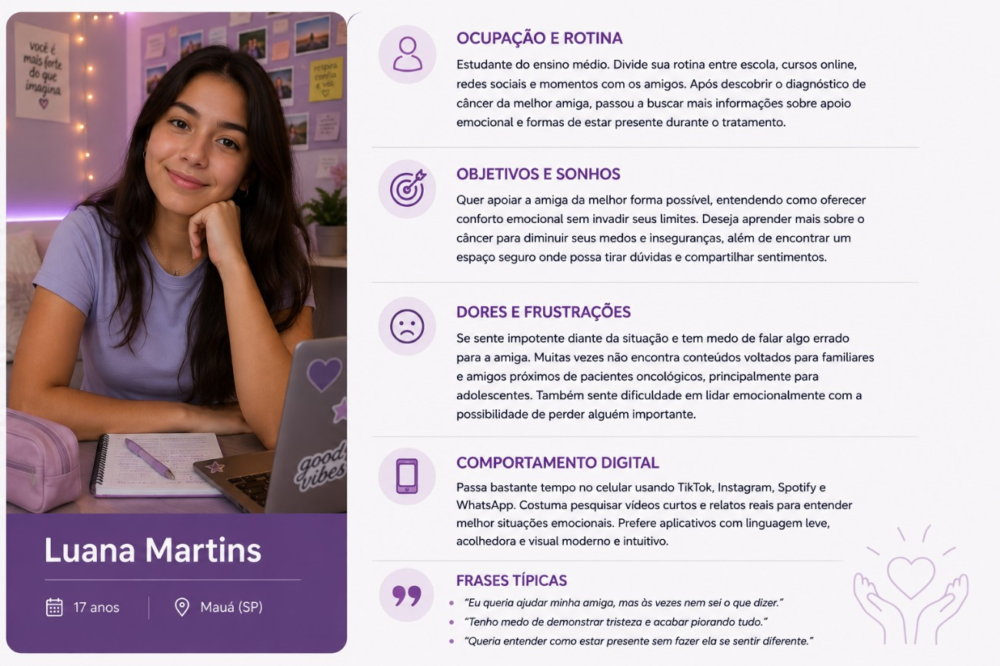 você é
mais forte
do que
imagina
respira
confia
e vai
good
vibes
Luana Martins
17 anos
Mauá (SP)
OCUPAÇÃO E ROTINA
Estudante do ensino médio. Divide sua rotina entre escola, cursos online,
redes sociais e momentos com os amigos. Após descobrir o diagnóstico de
câncer da melhor amiga, passou a buscar mais informações sobre apoio
emocional e formas de estar presente durante o tratamento.
OBJETIVOS E SONHOS
Quer apoiar a amiga da melhor forma possível, entendendo como oferecer
conforto emocional sem invadir seus limites. Deseja aprender mais sobre o
câncer para diminuir seus medos e inseguranças, além de encontrar um
espaço seguro onde possa tirar dúvidas e compartilhar sentimentos.
DORES E FRUSTRAÇÕES
Se sente impotente diante da situação e tem medo de falar algo errado
para a amiga. Muitas vezes não encontra conteúdos voltados para familiares
e amigos próximos de pacientes oncológicos, principalmente para
adolescentes. Também sente dificuldade em lidar emocionalmente com a
possibilidade de perder alguém importante.
COMPORTAMENTO DIGITAL
Passa bastante tempo no celular usando TikTok, Instagram, Spotify e
WhatsApp. Costuma pesquisar vídeos curtos e relatos reais para entender
melhor situações emocionais. Prefere aplicativos com linguagem leve,
acolhedora e visual moderno e intuitivo.
FRASES TÍPICAS
• “Eu queria ajudar minha amiga, mas às vezes nem sei o que dizer.”
• “Tenho medo de demonstrar tristeza e acabar piorando tudo.”
• “Queria entender como estar presente sem fazer ela se sentir diferente.”